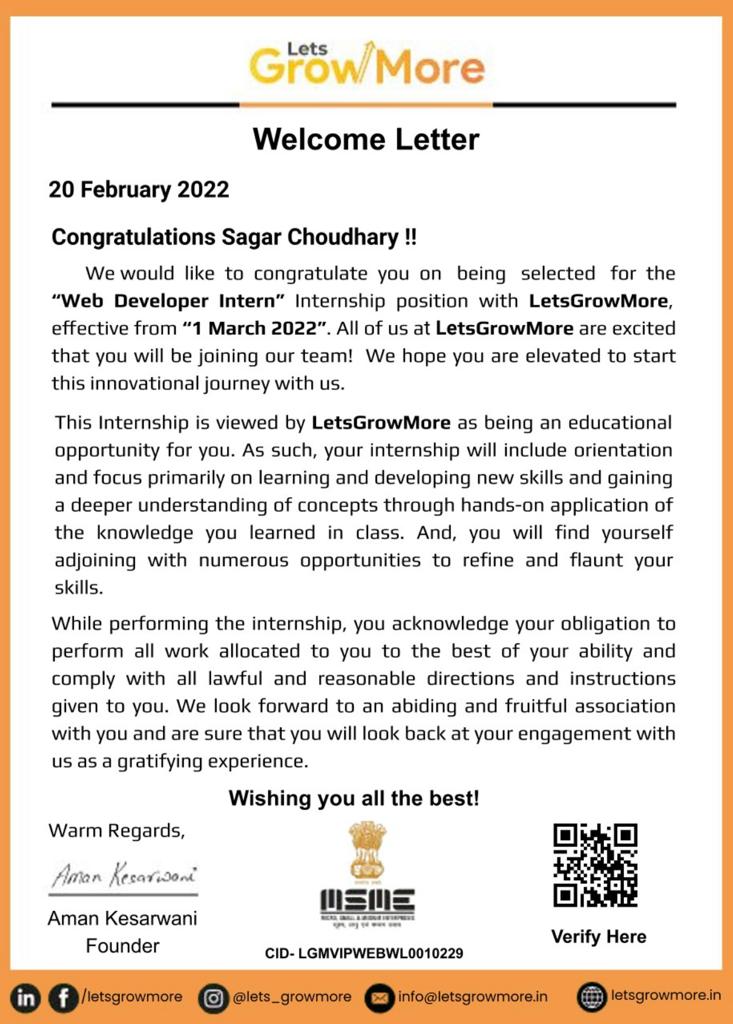 Lets
GrowMore
Welcome Letter
20 February 2022
Congratulations Sagar Choudhary !!
We would like to congratulate you on being selected for the
“Web Developer Intern” Internship position with LetsGrowMore,
effective from “1 March 2022”. All of us at LetsGrowMore are excited
that you will be joining our team! We hope you are elevated to start
this innovational journey with us.
This Internship is viewed by LetsGrowMore as being an educational
opportunity for you. As such, your internship will include orientation
and focus primarily on learning and developing new skills and gaining
a deeper understanding of concepts through hands-on application of
the knowledge you learned in class. And, you will find yourself
adjoining with numerous opportunities to refine and flaunt your
skills.
While performing the internship, you acknowledge your obligation to
perform all work allocated to you to the best of your ability and
comply with all lawful and reasonable directions and instructions
given to you. We look forward to an abiding and fruitful association
with you and are sure that you will look back at your engagement with
us as a gratifying experience.
Wishing you all the best!
Warm Regards,
Aman Kesarwani
Aman Kesarwani
Founder
MSME
MICRO, SMALL & MEDIUM ENTERPRISES
सूक्ष्म, लघु एवं मध्यम उद्यम
CID- LGMVIPWEBWL0010229
Verify Here
/letsgrowmore
@lets_growmore
info@letsgrowmore.in
letsgrowmore.in